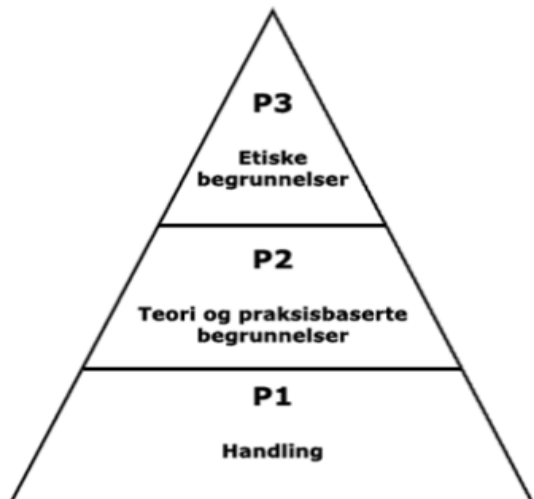 P3
Etiske
begrunnelser
P2
Teori og praksisbaserte
begrunnelser
P1
Handling